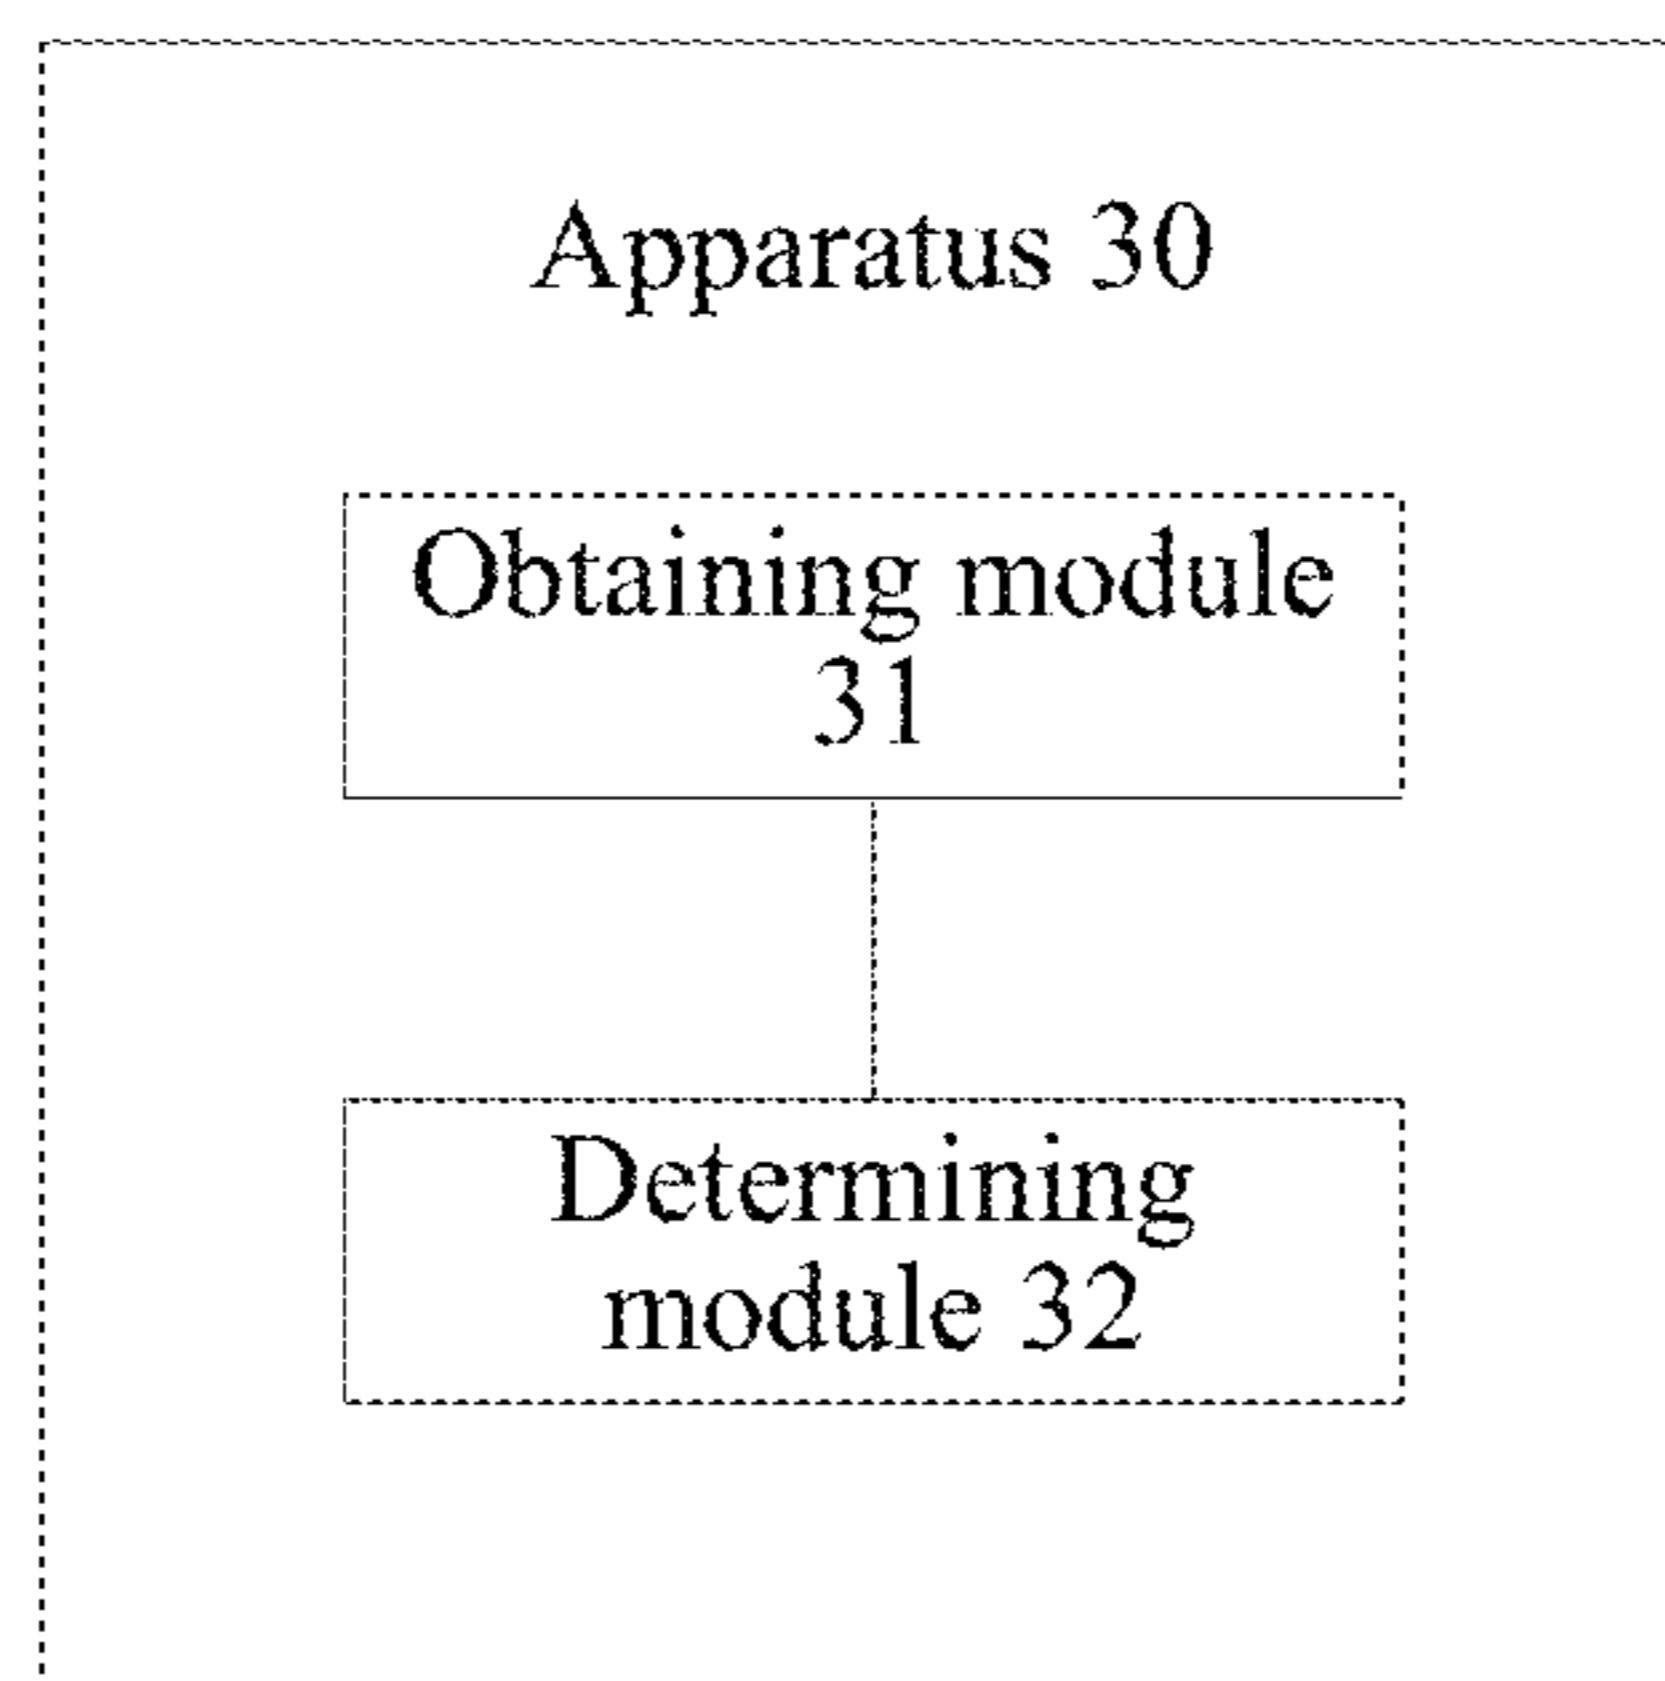 Apparatus 30
Obtaining module
31
Determining
module 32